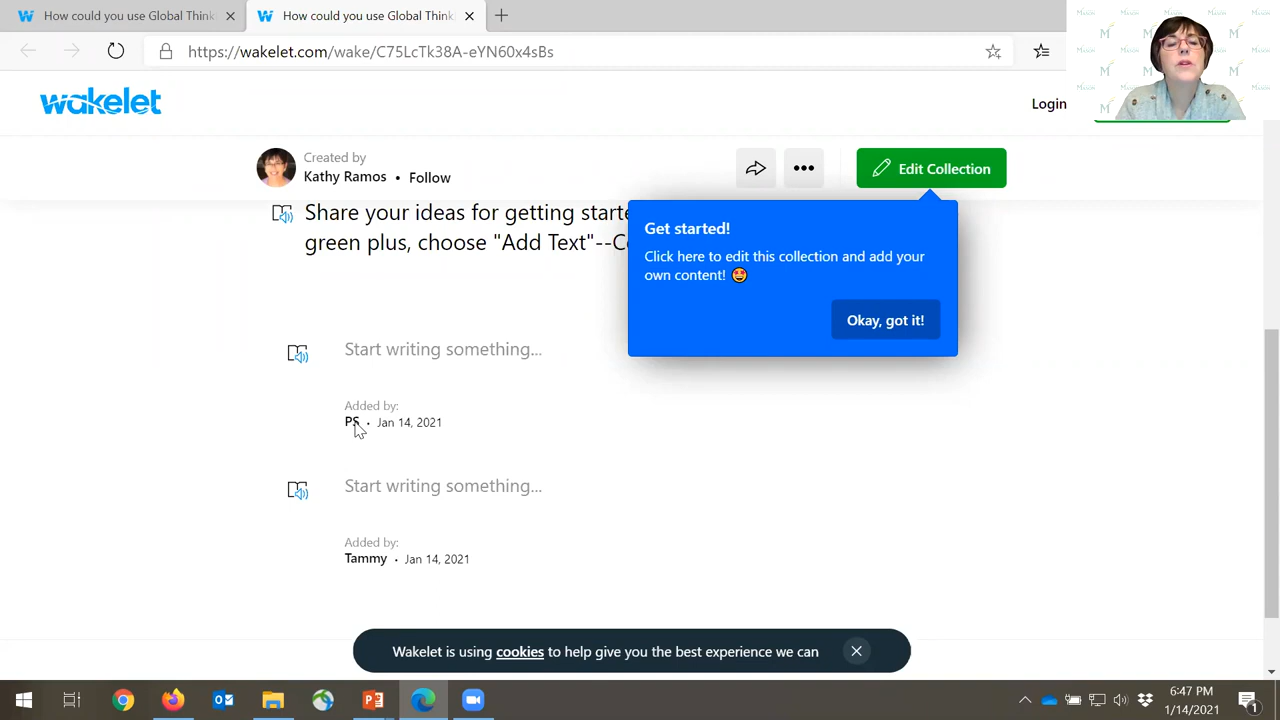 How could you use Global Think
How could you use Global Think
https://wakelet.com/wake/C75LcTk38A-eYN60x4sBs
wakelet
Login
Created by
Kathy Ramos • Follow
Edit Collection
Share your ideas for getting starte
green plus, choose "Add Text"--Co
Get started!
Click here to edit this collection and add your
own content! 🤩
Okay, got it!
Start writing something...
Added by:
PS • Jan 14, 2021
Start writing something...
Added by:
Tammy • Jan 14, 2021
Wakelet is using cookies to help give you the best experience we can
6:47 PM
1/14/2021
1